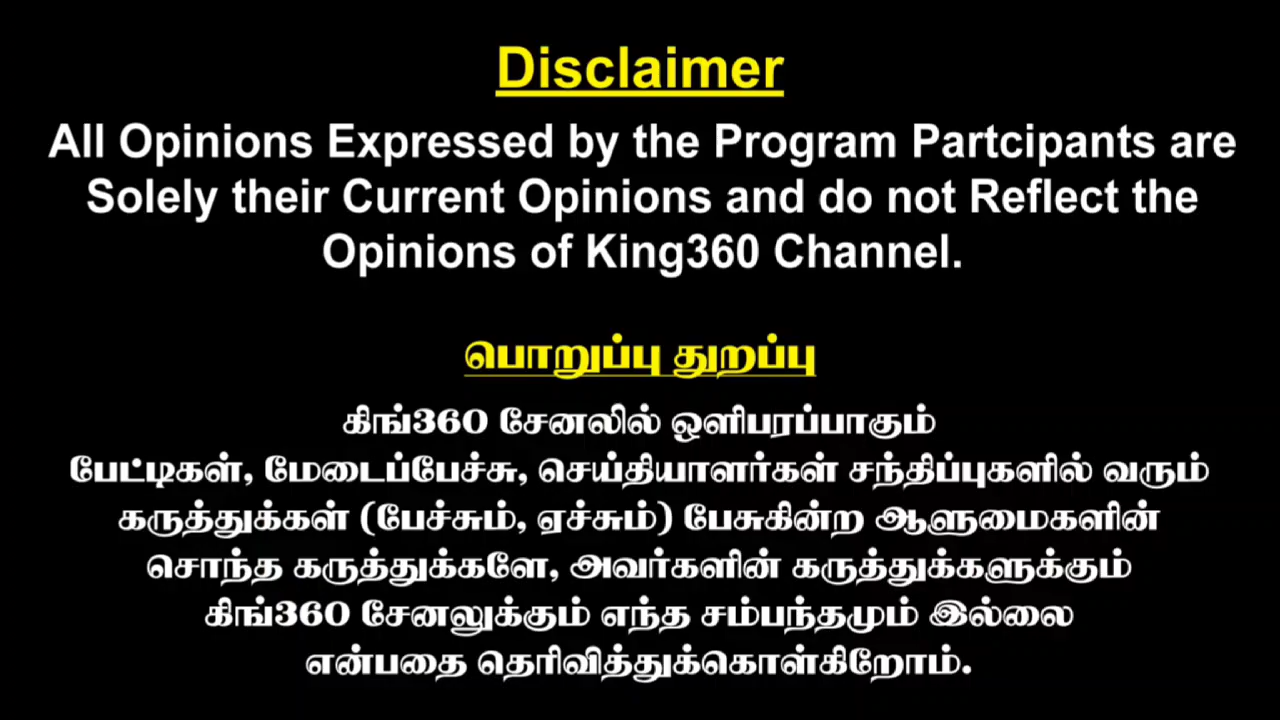 Disclaimer
All Opinions Expressed by the Program Partcipants are
Solely their Current Opinions and do not Reflect the
Opinions of King360 Channel.
பொறுப்பு துறப்பு
கிங்360 சேனலில் ஒளிபரப்பாகும்
பேட்டிகள், மேடைப்பேச்சு, செய்தியாளர்கள் சந்திப்புகளில் வரும்
கருத்துக்கள் (பேச்சும், ஏச்சும்) பேசுகின்ற ஆளுமைகளின்
சொந்த கருத்துக்களே, அவர்களின் கருத்துக்களுக்கும்
கிங்360 சேனலுக்கும் எந்த சம்பந்தமும் இல்லை
என்பதை தெரிவித்துக்கொள்கிறோம்.